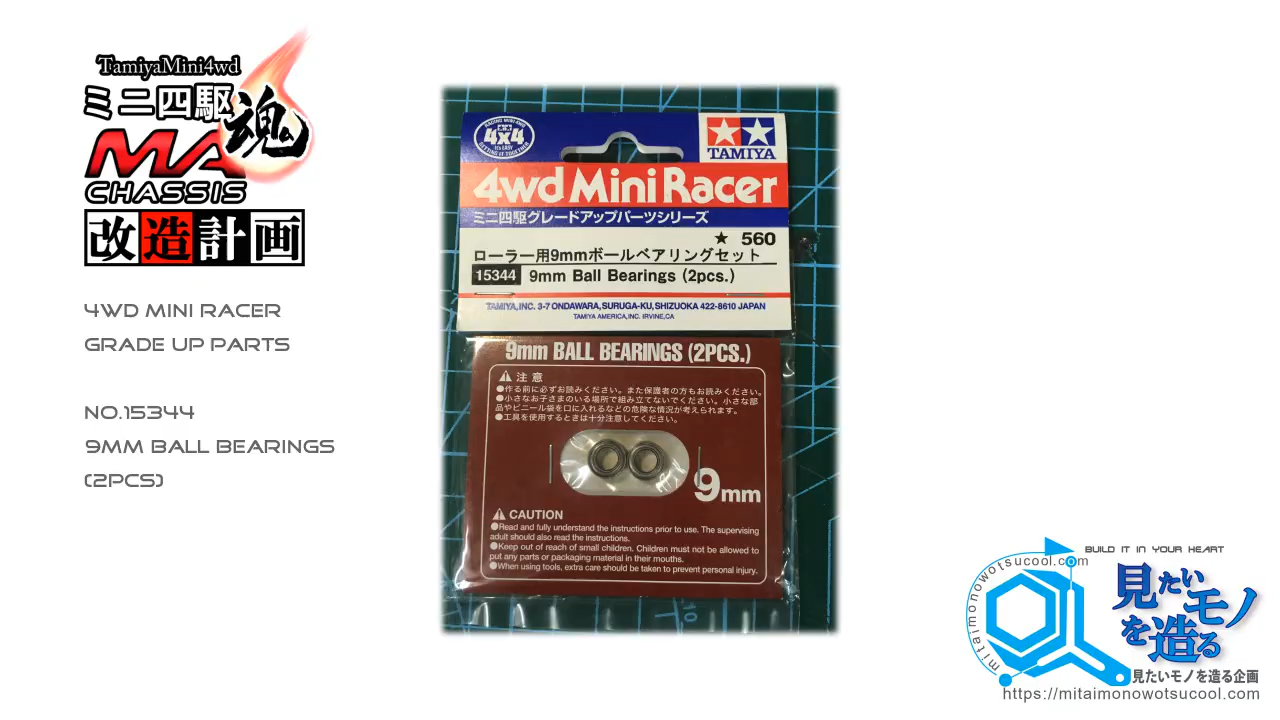 TamiyaMini4wd
ミニ四駆魂
MA
CHASSIS
改造計画
4WD MINI RACER
GRADE UP PARTS
NO.15344
9MM BALL BEARINGS
(2PCS)
RACING MINI 4WD
4x4
IT'S EASY
GETTING IT TOGETHER
TAMIYA
4wd Mini Racer
ミニ四駆グレードアップパーツシリーズ
★ 560
ローラー用9mmボールベアリングセット
15344 9mm Ball Bearings (2pcs.)
TAMIYA,INC. 3-7 ONDAWARA, SURUGA-KU, SHIZUOKA 422-8610 JAPAN
TAMIYA AMERICA,INC. IRVINE,CA
9mm BALL BEARINGS (2PCS.)
注意
●作る前に必ずお読みください。また保護者の方もお読みください。
●小さなお子さまのいる場所で組み立てないでください。小さな部
品やビニール袋を口に入れるなどの危険な情況が考えられます。
●工具を使用するときは十分注意してください。
9mm
CAUTION
●Read and fully understand the instructions prior to use. The supervising
adult should also read the instructions.
●Keep out of reach of small children. Children must not be allowed to
put any parts or packaging material in their mouths.
●When using tools, extra care should be taken to prevent personal injury.
10
BUILD IT IN YOUR HEART
mitaimonowotsucool.com
見たい
モノ
を造る
見たいモノを造る企画
https://mitaimonowotsucool.com